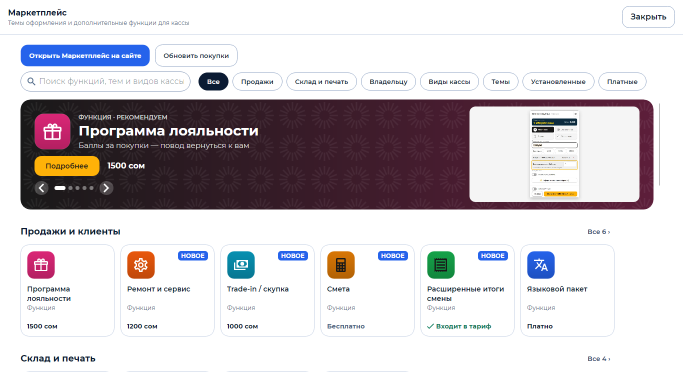 Маркетплейс
Темы оформления и дополнительные функции для кассы
Закрыть
Открыть Маркетплейс на сайте
Обновить покупки
Поиск функций, тем и видов кассы
Все
Продажи
Склад и печать
Владельцу
Виды кассы
Темы
Установленные
Платные
ФУНКЦИЯ · РЕКОМЕНДУЕМ
Программа лояльности
Баллы за покупки — повод вернуться к вам
Подробнее
1500 сом
Продажи и клиенты
Все 6 ›
Программа лояльности
Функция
1500 сом
НОВОЕ
Ремонт и сервис
Функция
1200 сом
НОВОЕ
Trade-in / скупка
Функция
1000 сом
НОВОЕ
Смета
Функция
Бесплатно
НОВОЕ
Расширенные итоги смены
Функция
Входит в тариф
Языковой пакет
Функция
Платно
Склад и печать
Все 4 ›